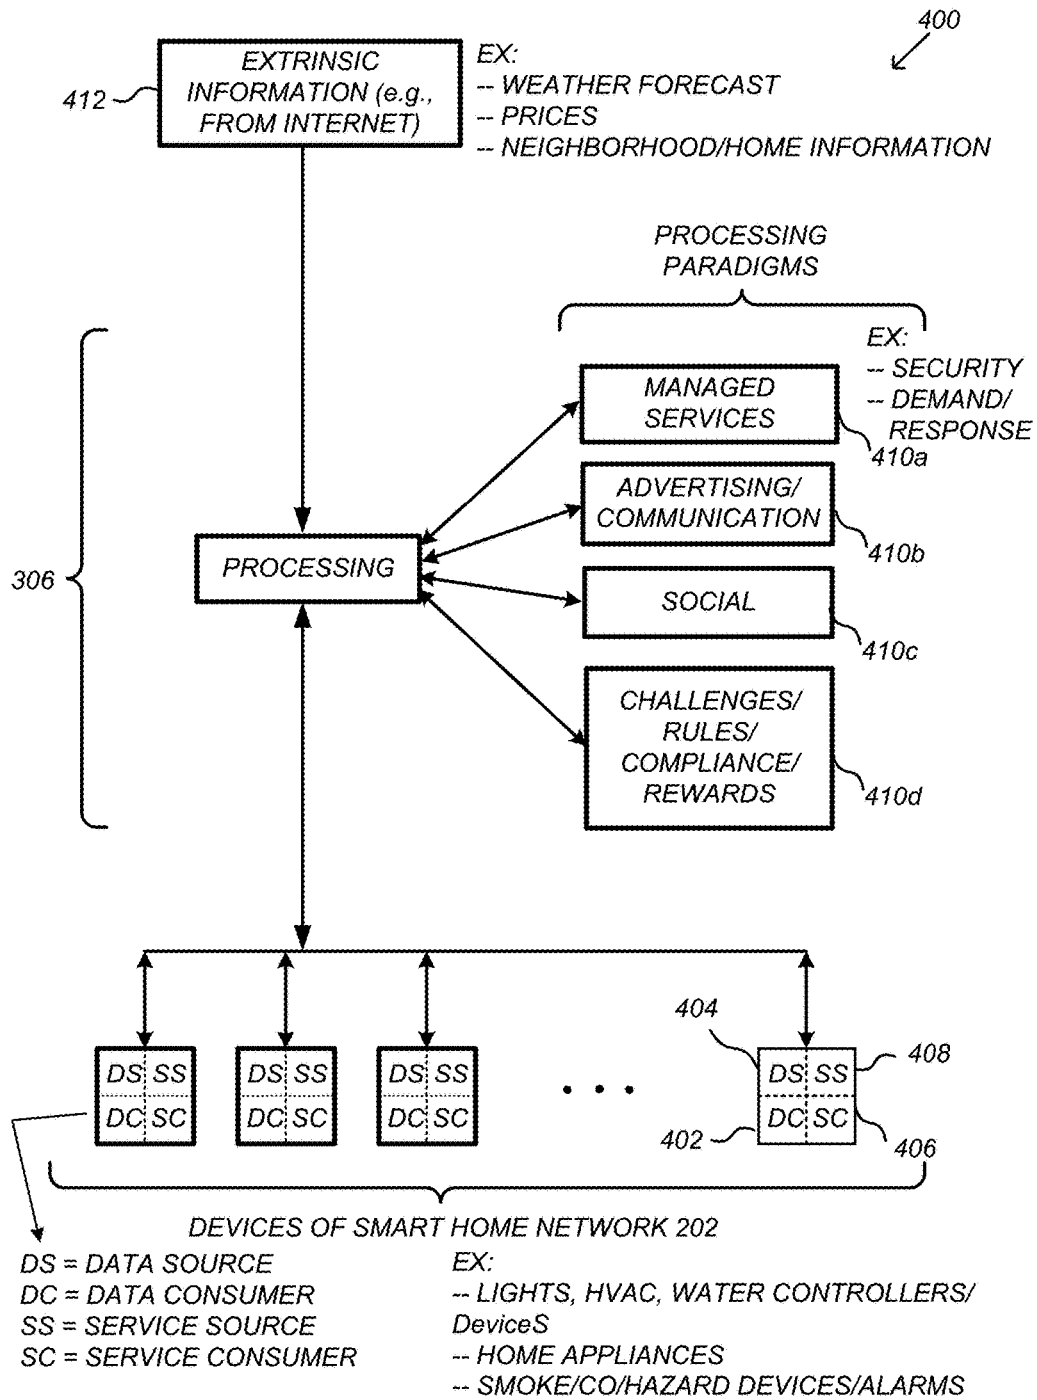 400
EXTRINSIC
INFORMATION (e.g.,
FROM INTERNET)
412
EX:
-- WEATHER FORECAST
-- PRICES
-- NEIGHBORHOOD/HOME INFORMATION
PROCESSING
PARADIGMS
EX:
-- SECURITY
-- DEMAND/
RESPONSE
MANAGED
SERVICES
410a
ADVERTISING/
COMMUNICATION
410b
306
PROCESSING
SOCIAL
410c
CHALLENGES/
RULES/
COMPLIANCE/
REWARDS
410d
404
408
DS SS
DC SC
DS SS
DC SC
DS SS
DC SC
DS SS
DC SC
402
406
DEVICES OF SMART HOME NETWORK 202
DS = DATA SOURCE
DC = DATA CONSUMER
SS = SERVICE SOURCE
SC = SERVICE CONSUMER
EX:
-- LIGHTS, HVAC, WATER CONTROLLERS/
DeviceS
-- HOME APPLIANCES
-- SMOKE/CO/HAZARD DEVICES/ALARMS